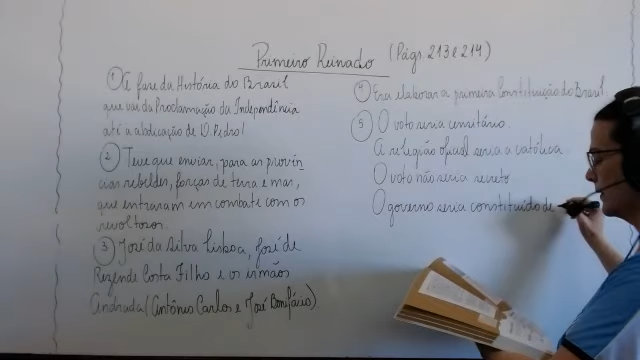 Primeiro Reinado (Págs. 213 e 214)
1 É fase da História do Brasil
que vai da Proclamação da Independência
até a abdicação de D. Pedro I
2 Teve que enviar, para as provín-
cias rebeldes, forças de terra e mar,
que entraram em combate com os
revoltosos.
3 José da Silva Lisboa, José de
Rezende Costa Filho e os irmãos
Andrada (Antônio Carlos e José Bonifácio)
4 Era elaborar a primeira Constituição do Brasil.
5 O voto seria censitário.
A religião oficial seria a católica.
O voto não seria secreto
O governo seria constituído de